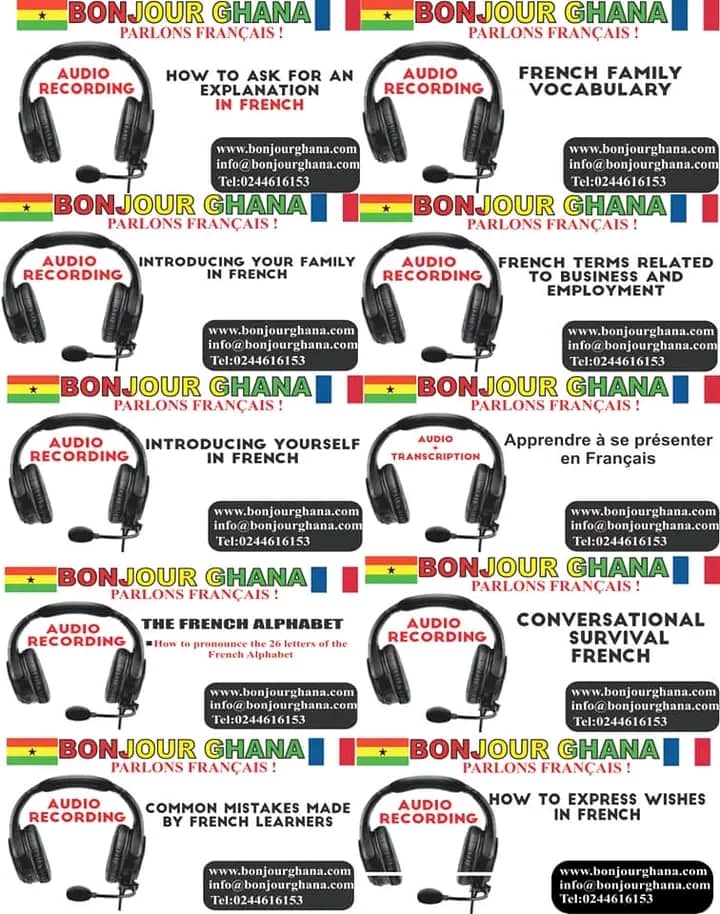 BONJOUR GHANA
PARLONS FRANÇAIS !
AUDIO
RECORDING
HOW TO ASK FOR AN
EXPLANATION
IN FRENCH
www.bonjourghana.com
info@bonjourghana.com
Tel:0244616153
BONJOUR GHANA
PARLONS FRANÇAIS !
AUDIO
RECORDING
FRENCH FAMILY
VOCABULARY
www.bonjourghana.com
info@bonjourghana.com
Tel:0244616153
BONJOUR GHANA
PARLONS FRANÇAIS !
AUDIO
RECORDING
INTRODUCING YOUR FAMILY
IN FRENCH
www.bonjourghana.com
info@bonjourghana.com
Tel:0244616153
BONJOUR GHANA
PARLONS FRANÇAIS !
AUDIO
RECORDING
FRENCH TERMS RELATED
TO BUSINESS AND
EMPLOYMENT
www.bonjourghana.com
info@bonjourghana.com
Tel:0244616153
BONJOUR GHANA
PARLONS FRANÇAIS !
AUDIO
RECORDING
INTRODUCING YOURSELF
IN FRENCH
www.bonjourghana.com
info@bonjourghana.com
Tel:0244616153
BONJOUR GHANA
PARLONS FRANÇAIS !
AUDIO
+
TRANSCRIPTION
Apprendre à se présenter
en Français
www.bonjourghana.com
info@bonjourghana.com
Tel:0244616153
BONJOUR GHANA
PARLONS FRANÇAIS !
AUDIO
RECORDING
THE FRENCH ALPHABET
▪How to pronounce the 26 letters of the
French Alphabet
www.bonjourghana.com
info@bonjourghana.com
Tel:0244616153
BONJOUR GHANA
PARLONS FRANÇAIS !
AUDIO
RECORDING
CONVERSATIONAL
SURVIVAL
FRENCH
www.bonjourghana.com
info@bonjourghana.com
Tel:0244616153
BONJOUR GHANA
PARLONS FRANÇAIS !
AUDIO
RECORDING
COMMON MISTAKES MADE
BY FRENCH LEARNERS
www.bonjourghana.com
info@bonjourghana.com
Tel:0244616153
BONJOUR GHANA
PARLONS FRANÇAIS !
AUDIO
RECORDING
HOW TO EXPRESS WISHES
IN FRENCH
www.bonjourghana.com
info@bonjourghana.com
Tel:0244616153